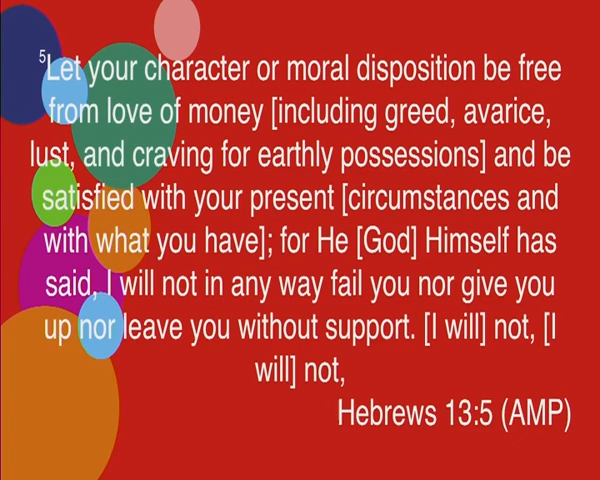 5Let your character or moral disposition be free
from love of money [including greed, avarice,
lust, and craving for earthly possessions] and be
satisfied with your present [circumstances and
with what you have]; for He [God] Himself has
said, I will not in any way fail you nor give you
up nor leave you without support. [I will] not, [I
will] not,
Hebrews 13:5 (AMP)